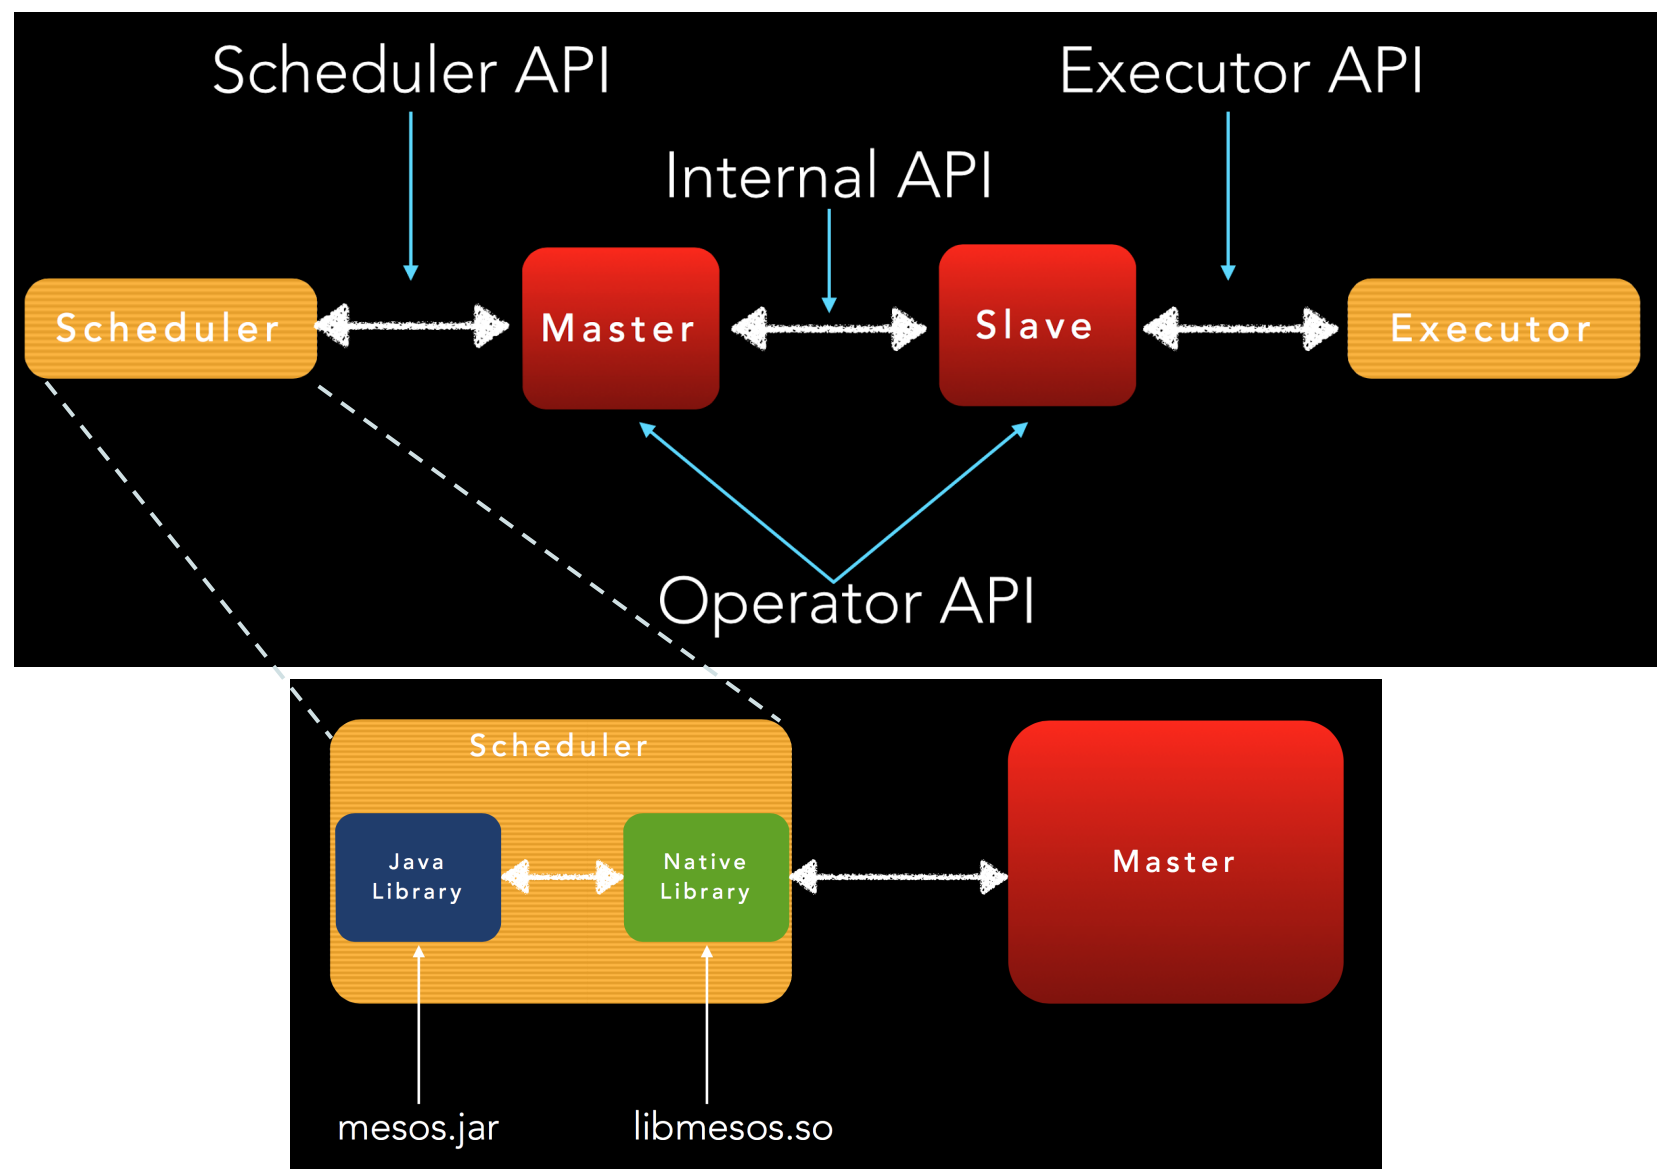 Scheduler API
Executor API
Internal API
Scheduler
Master
Slave
Executor
Operator API
Scheduler
Java
Library
Native
Library
Master
mesos.jar
libmesos.so